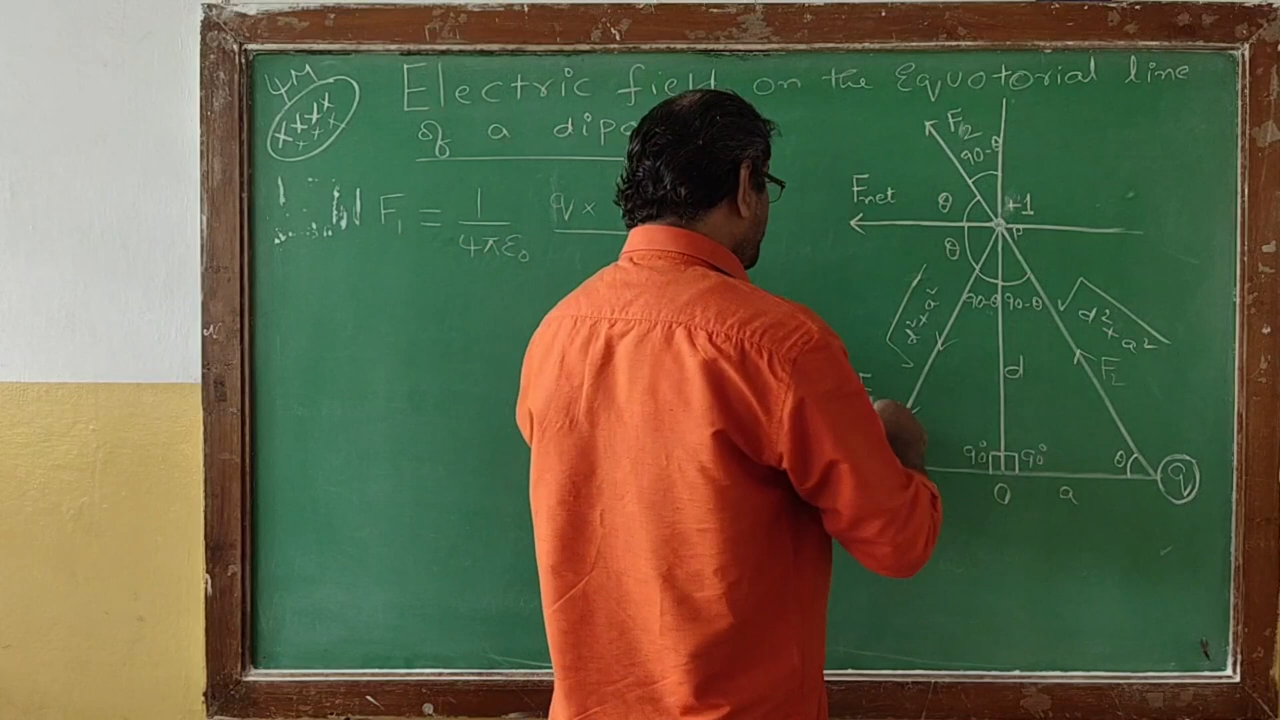 4M
Electric field on the Equotorial line
of a dipo
F₁ = 1/4πε₀ q×
F₂
90-θ
Fnet
θ
+1
P
θ
90-θ 90-θ
√d²+a²
√d²+a²
d
F₂
90° 90°
θ
q
O a